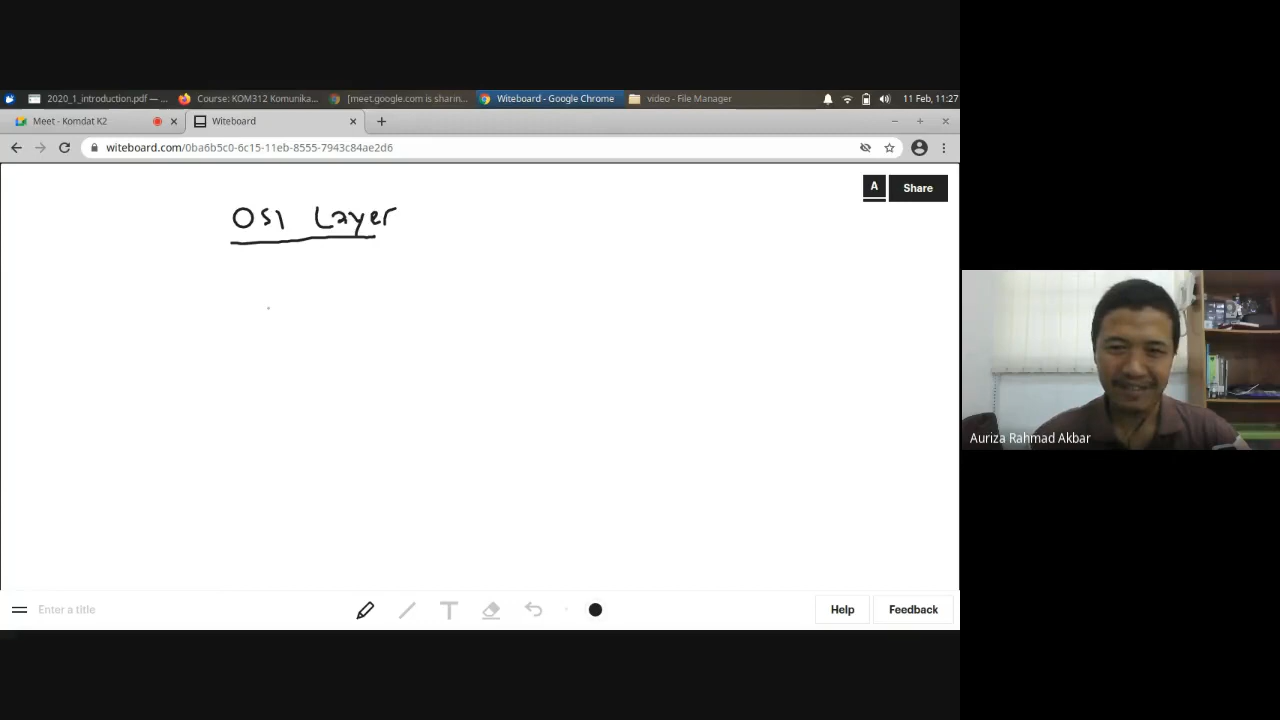 2020_1_introduction.pdf — ...
Course: KOM312 Komunika...
[meet.google.com is sharin...
Witeboard - Google Chrome
video - File Manager
11 Feb, 11:27
Meet - Komdat K2
Witeboard
witeboard.com/0ba6b5c0-6c15-11eb-8555-7943c84ae2d6
A
Share
OSI Layer
Auriza Rahmad Akbar
Enter a title
T
Help
Feedback